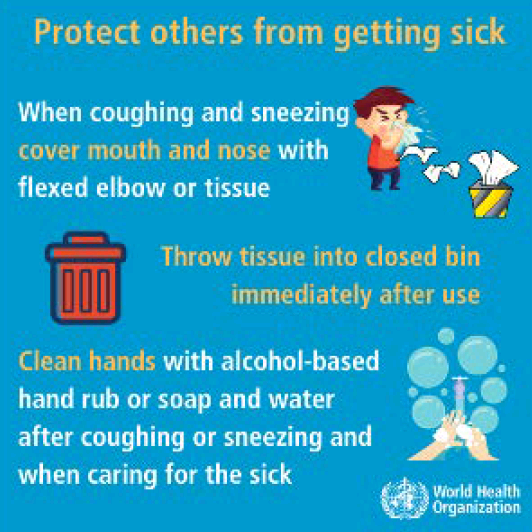 Protect others from getting sick
When coughing and sneezing
cover mouth and nose with
flexed elbow or tissue
Throw tissue into closed bin
immediately after use
Clean hands with alcohol-based
hand rub or soap and water
after coughing or sneezing and
when caring for the sick
World Health
Organization